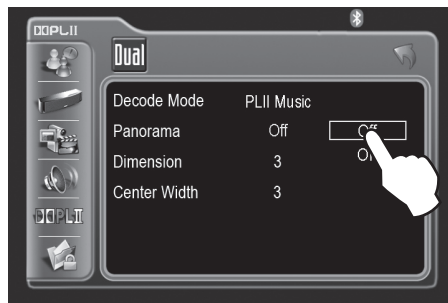 DDPLII
Dual
Decode Mode PLII Music
Panorama Off Off
Dimension 3
Center Width 3
DDPLII